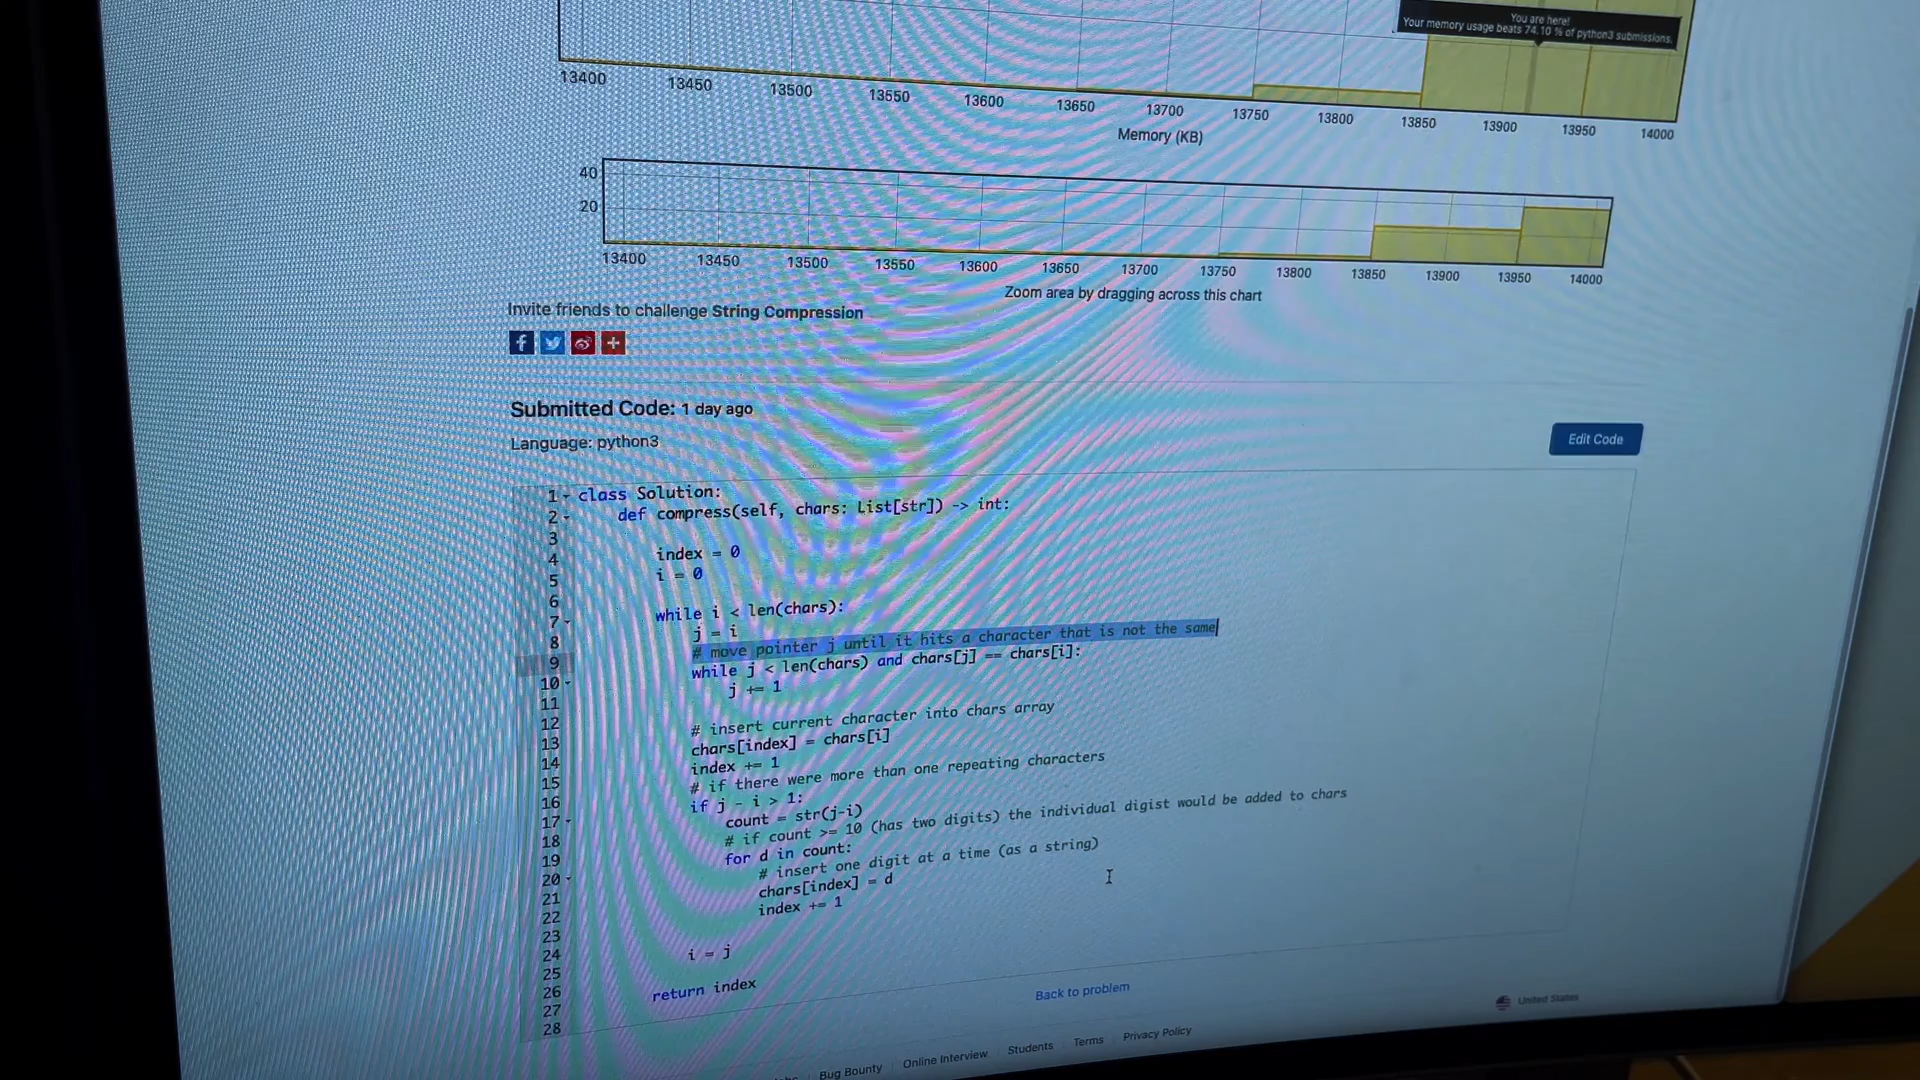 You are here!
Your memory usage beats 74.10 % of python3 submissions.
13400 13450 13500 13550 13600 13650 13700 13750 13800 13850 13900 13950 14000
Memory (KB)
40
20
13400 13450 13500 13550 13600 13650 13700 13750 13800 13850 13900 13950 14000
Zoom area by dragging across this chart
Invite friends to challenge String Compression
Submitted Code: 1 day ago
Language: python3
Edit Code
1 class Solution:
2 def compress(self, chars: List[str]) -> int:
3
4 index = 0
5 i = 0
6
7 while i < len(chars):
8 j = i
9 # move pointer j until it hits a character that is not the same
10 while j < len(chars) and chars[j] == chars[i]:
11 j += 1
12
13 # insert current character into chars array
14 chars[index] = chars[i]
15 index += 1
16 # if there were more than one repeating characters
17 if j - i > 1:
18 count = str(j-i)
19 # if count >= 10 (has two digits) the individual digist would be added to chars
20 for d in count:
21 # insert one digit at a time (as a string)
22 chars[index] = d
23 index += 1
24
25 i = j
26
27 return index
28
Back to problem
United States
Bug Bounty Online Interview Students Terms Privacy Policy